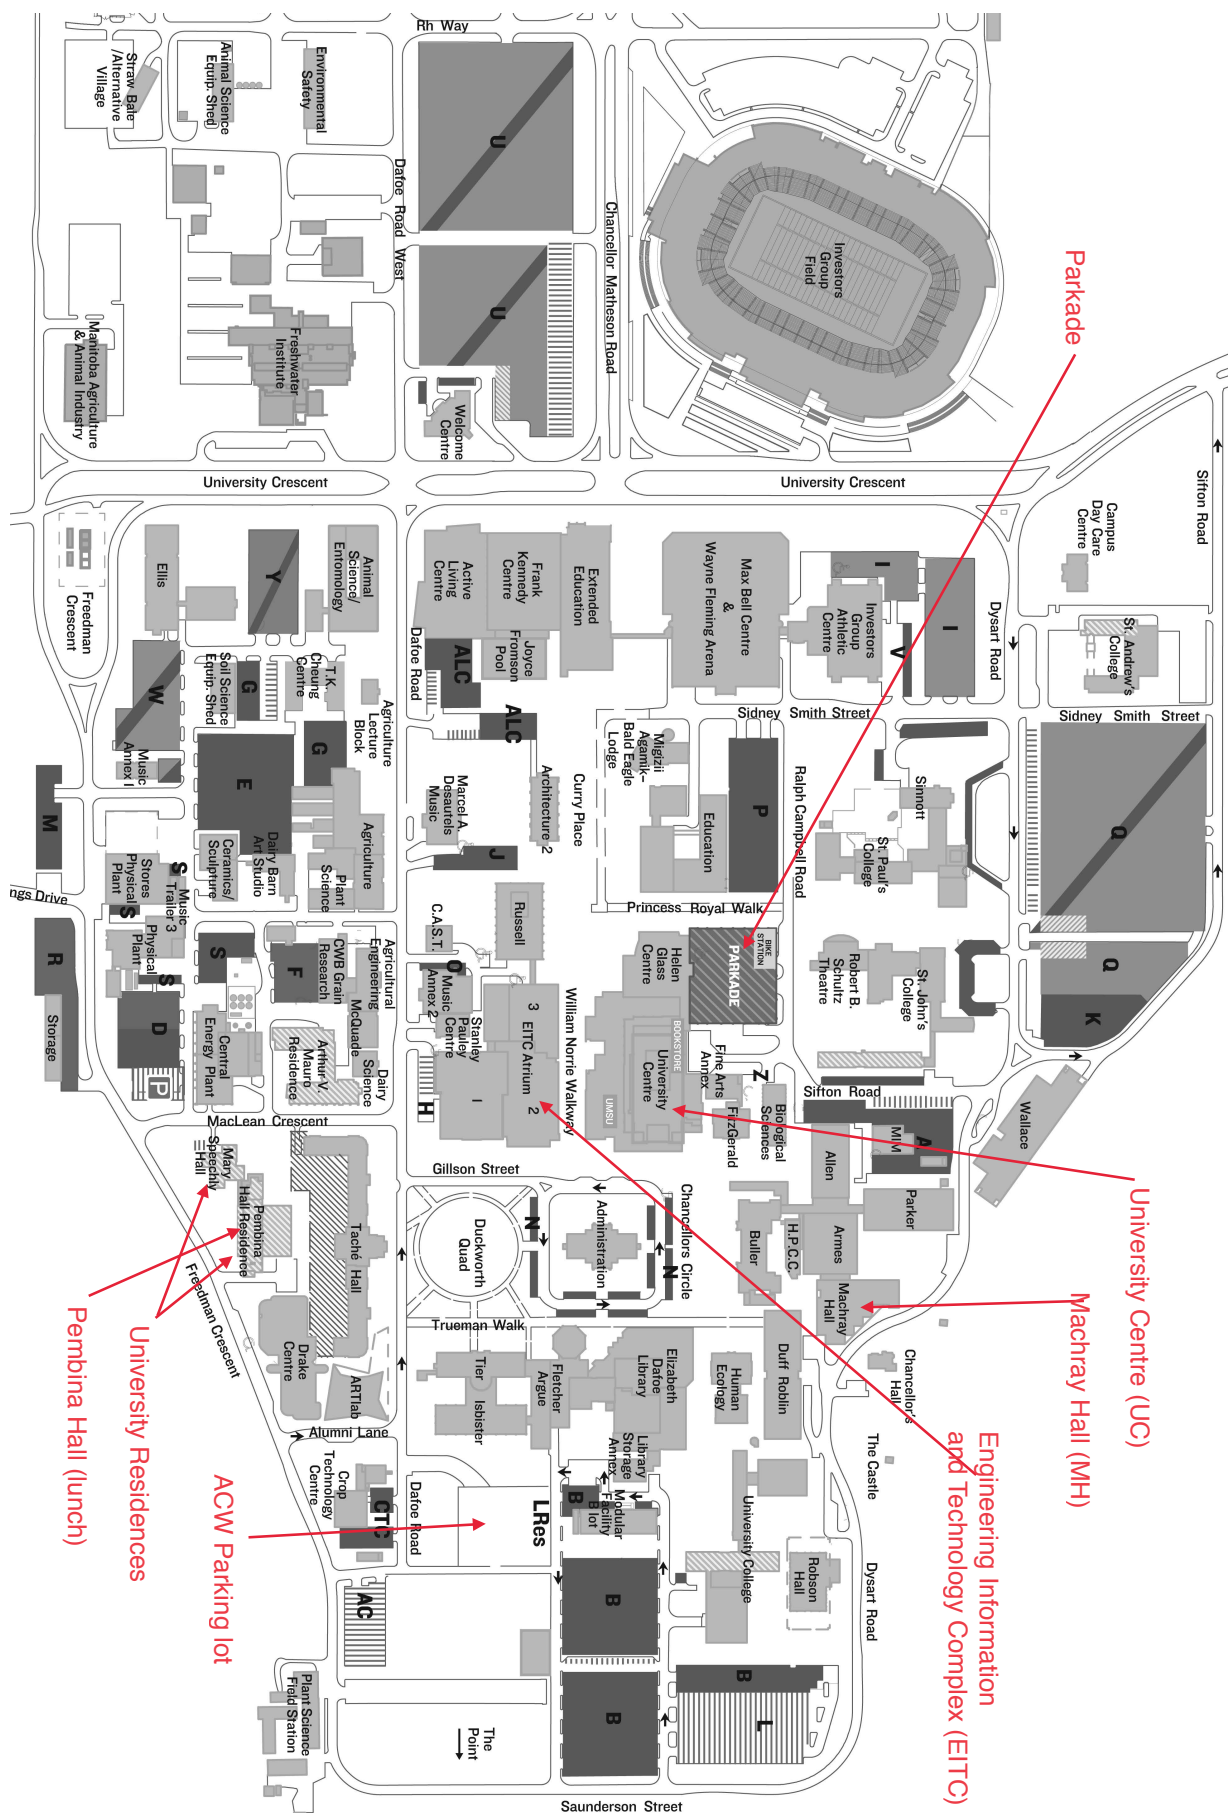 Rh Way
Straw Bale
/Alternative
Village
Animal Science
Equip. Shed
Environmental
Safety
U
Dafoe Road West
Chancellor Matheson Road
U
Investors
Group
Field
Parkade
Manitoba Agriculture
& Animal Industry
Freshwater
Institute
Welcome
Centre
University Crescent
University Crescent
Sifton Road
Campus
Day Care
Centre
Freedman
Crescent
Ellis
Y
Animal
Science/
Entomology
Active
Living
Centre
Frank
Kennedy
Centre
Extended
Education
Joyce
Fromson
Pool
Max Bell Centre
&
Wayne Fleming Arena
Investors
Group
Athletic
Centre
I
I
V
Dysart Road
St. Andrew's
College
W
Soil Science
Equip. Shed
G
T.K.
Cheung
Centre
Agriculture
Lecture
Block
G
Dafoe Road
ALC
ALC
Sidney Smith Street
Sidney Smith Street
Music
Annex I
M
E
Marcel A.
Desautels
Music
Architecture 2
Curry Place
Migizii
Agamik–
Bald Eagle
Lodge
Education
P
Ralph Campbell Road
Sinnott
St. Paul's
College
Q
Agriculture
Plant
Science
Dairy Barn
Art Studio
Ceramics/
Sculpture
J
ngs Drive
Stores
Physical
Plant
S
Music
Trailer 3
S
Physical
Plant
S
S
F
CWB Grain
Research
Agricultural
Engineering
McQuade
Dairy
Science
C.A.S.T.
Russell
O
Music
Annex 2
Stanley
Pauley
Centre
3
EITC Atrium
2
I
H
William Norrie Walkway
Princess Royal Walk
Helen
Glass
Centre
BIKE
STATION
PARKADE
BOOKSTORE
University
Centre
UMSU
Fine Arts
Annex
FitzGerald
Z
Biological
Sciences
Robert B.
Schultz
Theatre
St. John's
College
Q
K
Sifton Road
R
Storage
D
P
Central
Energy Plant
Arthur V.
Mauro
Residence
MacLean Crescent
Mary
Speechly
Hall
Pembina
Hall Residence
Taché Hall
Gillson Street
Duckworth
Quad
N
Administration
Chancellors Circle
N
Allen
MIM
A
Wallace
Parker
Armes
H.P.C.C.
Buller
Machray
Hall
University Centre (UC)
Machray Hall (MH)
Freedman Crescent
Trueman Walk
Drake
Centre
ARTlab
Alumni Lane
Tier
Isbister
Fletcher
Argue
Elizabeth
Dafoe
Library
Human
Ecology
Duff Roblin
Chancellor's
Hall
The Castle
Library
Storage
Annex
Crop
Technology
Centre
CTC
Dafoe Road
LRes
B
Modular
Facility
B lot
University College
Robson
Hall
Dysart Road
Pembina Hall (lunch)
University Residences
ACW Parking lot
Engineering Information
and Technology Complex (EITC)
AC
B
B
B
L
Plant Science
Field Station
The
Point
Saunderson Street